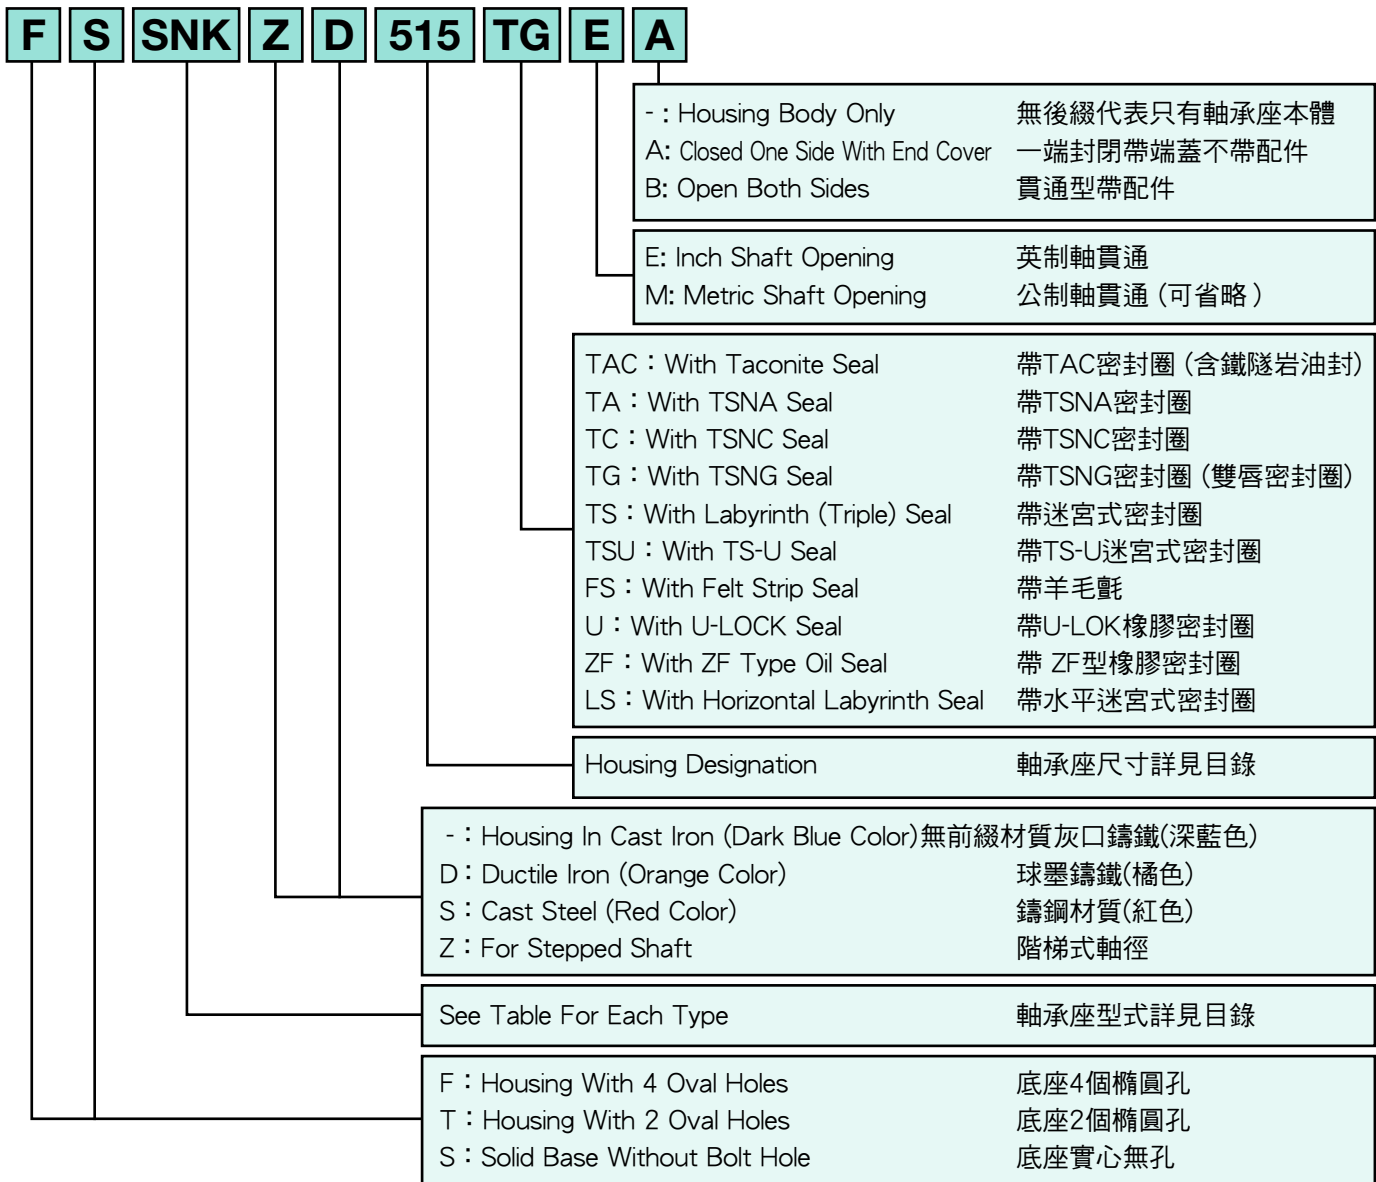 F S SNK Z D 515 TG E A
- : Housing Body Only 無後綴代表只有軸承座本體
A: Closed One Side With End Cover 一端封閉帶端蓋不帶配件
B: Open Both Sides 貫通型帶配件
E: Inch Shaft Opening 英制軸貫通
M: Metric Shaft Opening 公制軸貫通 (可省略 )
TAC：With Taconite Seal 帶TAC密封圈 (含鐵隧岩油封)
TA：With TSNA Seal 帶TSNA密封圈
TC：With TSNC Seal 帶TSNC密封圈
TG：With TSNG Seal 帶TSNG密封圈 (雙唇密封圈)
TS：With Labyrinth (Triple) Seal 帶迷宮式密封圈
TSU：With TS-U Seal 帶TS-U迷宮式密封圈
FS：With Felt Strip Seal 帶羊毛氈
U：With U-LOCK Seal 帶U-LOK橡膠密封圈
ZF：With ZF Type Oil Seal 帶 ZF型橡膠密封圈
LS：With Horizontal Labyrinth Seal 帶水平迷宮式密封圈
Housing Designation 軸承座尺寸詳見目錄
-：Housing In Cast Iron (Dark Blue Color)無前綴材質灰口鑄鐵(深藍色)
D：Ductile Iron (Orange Color) 球墨鑄鐵(橘色)
S：Cast Steel (Red Color) 鑄鋼材質(紅色)
Z：For Stepped Shaft 階梯式軸徑
See Table For Each Type 軸承座型式詳見目錄
F：Housing With 4 Oval Holes 底座4個橢圓孔
T：Housing With 2 Oval Holes 底座2個橢圓孔
S：Solid Base Without Bolt Hole 底座實心無孔